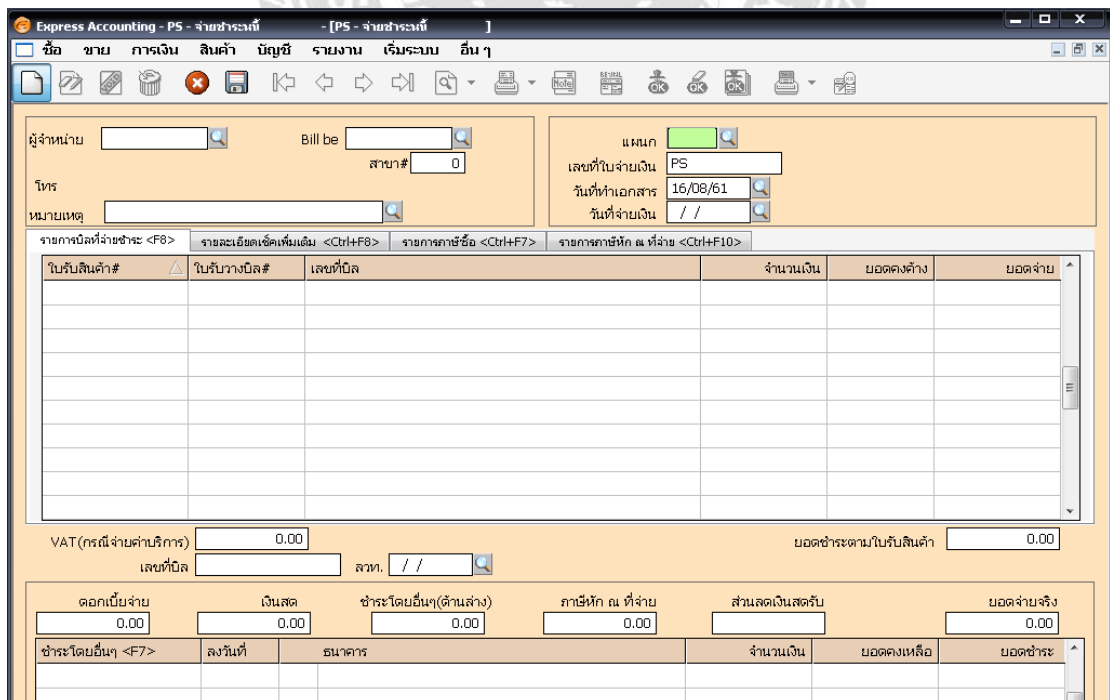 Express Accounting - PS - จ่ายชำระหนี้ - [PS - จ่ายชำระหนี้ ]
ซื้อ ขาย การเงิน สินค้า บัญชี รายงาน เริ่มระบบ อื่น ๆ
ผู้จำหน่าย Bill be แผนก
สาขา# 0 เลขที่ใบจ่ายเงิน PS
โทร วันที่ทำเอกสาร 16/08/61
หมายเหตุ วันที่จ่ายเงิน / /
รายการบิลที่จ่ายชำระ <F8> รายละเอียดเช็คเพิ่มเติม <Ctrl+F8> รายการภาษีซื้อ <Ctrl+F7> รายการภาษีหัก ณ ที่จ่าย <Ctrl+F10>
ใบรับสินค้า# ใบรับวางบิล# เลขที่บิล จำนวนเงิน ยอดคงค้าง ยอดจ่าย
VAT(กรณีจ่ายค่าบริการ) 0.00 ยอดชำระตามใบรับสินค้า 0.00
เลขที่บิล ลวท. / /
ดอกเบี้ยจ่าย เงินสด ชำระโดยอื่นๆ(ด้านล่าง) ภาษีหัก ณ ที่จ่าย ส่วนลดเงินสดรับ ยอดจ่ายจริง
0.00 0.00 0.00 0.00 0.00
ชำระโดยอื่นๆ <F7> ลงวันที่ ธนาคาร จำนวนเงิน ยอดคงเหลือ ยอดชำระ